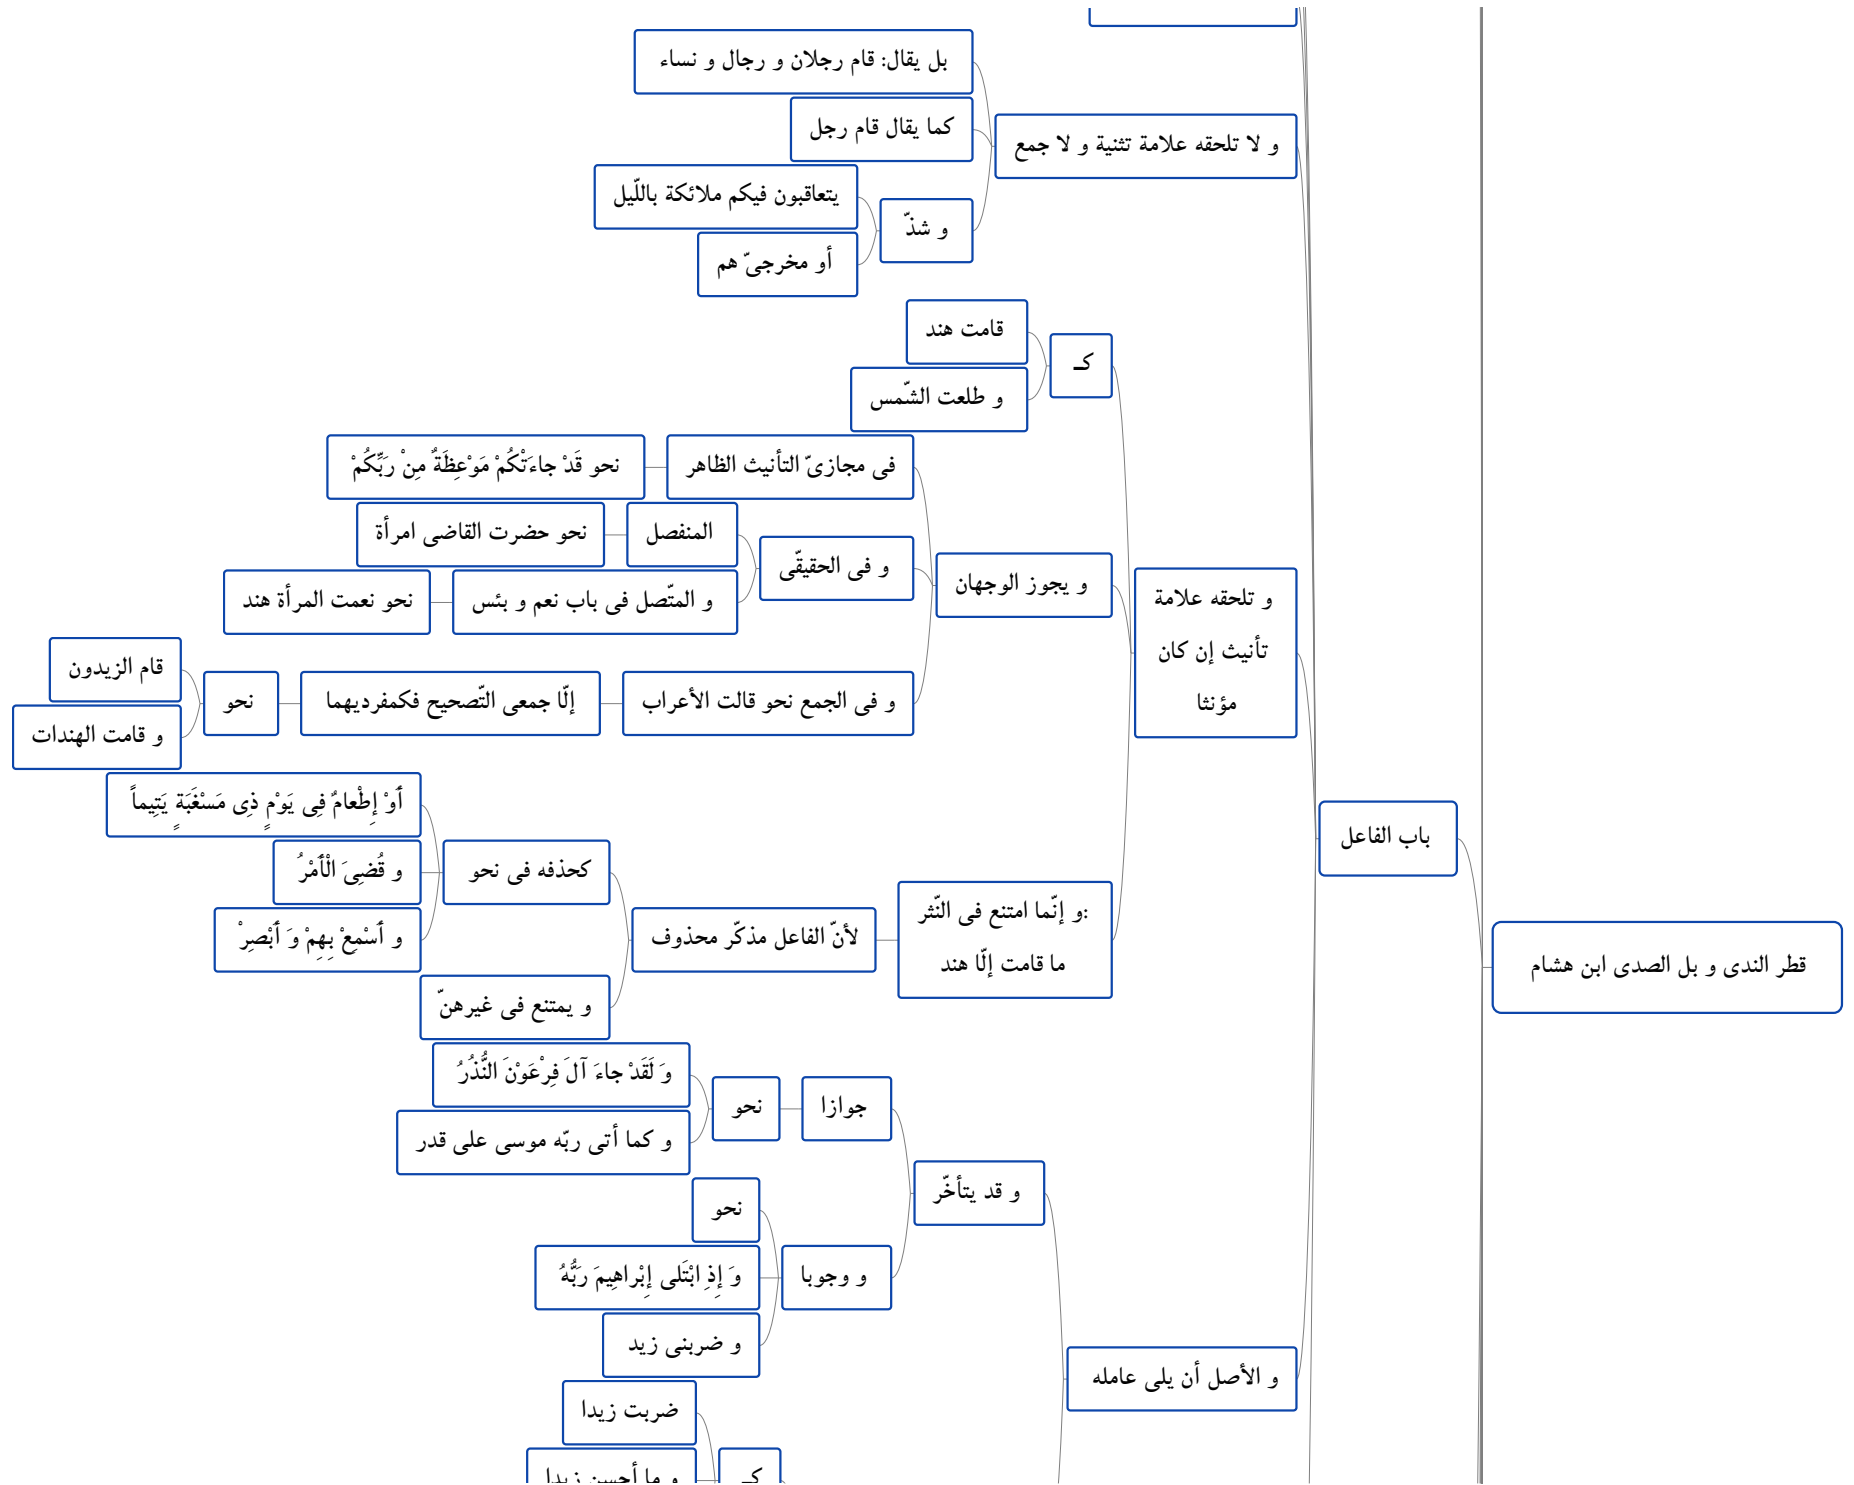 قطر الندى و بل الصدى ابن هشام
باب الفاعل
و لا تلحقه علامة تثنية و لا جمع
بل يقال: قام رجلان و رجال و نساء
كما يقال قام رجل
و شذّ
يتعاقبون فيكم ملائكة باللّيل
أو مخرجىّ هم
و تلحقه علامة
تأنيث إن كان
مؤنثا
كـ
قامت هند
و طلعت الشّمس
و يجوز الوجهان
فى مجازىّ التأنيث الظاهر
نحو قَدْ جاءَتْكُمْ مَوْعِظَةٌ مِنْ رَبِّكُمْ
و فى الحقيقّى
المنفصل
نحو حضرت القاضى امرأة
و المتّصل فى باب نعم و بئس
نحو نعمت المرأة هند
و فى الجمع نحو قالت الأعراب
إلّا جمعى التّصحيح فكمفرديهما
نحو
قام الزيدون
و قامت الهندات
:و إنّما امتنع فى النّثر
ما قامت إلّا هند
لأنّ الفاعل مذكّر محذوف
كحذفه فى نحو
أَوْ إِطْعامٌ فِى يَوْمٍ ذِى مَسْغَبَةٍ يَتِيماً
و قُضِىَ الْأَمْرُ
و أَسْمِعْ بِهِمْ وَ أَبْصِرْ
و يمتنع فى غيرهنّ
و الأصل أن يلى عامله
و قد يتأخّر
جوازا
نحو
وَ لَقَدْ جاءَ آلَ فِرْعَوْنَ النُّذُرُ
و كما أتى ربّه موسى على قدر
و وجوبا
نحو
وَ إِذِ ابْتَلى إِبْراهِيمَ رَبُّهُ
و ضربنى زيد
كـ
ضربت زيدا
و ما أحسن زيدا